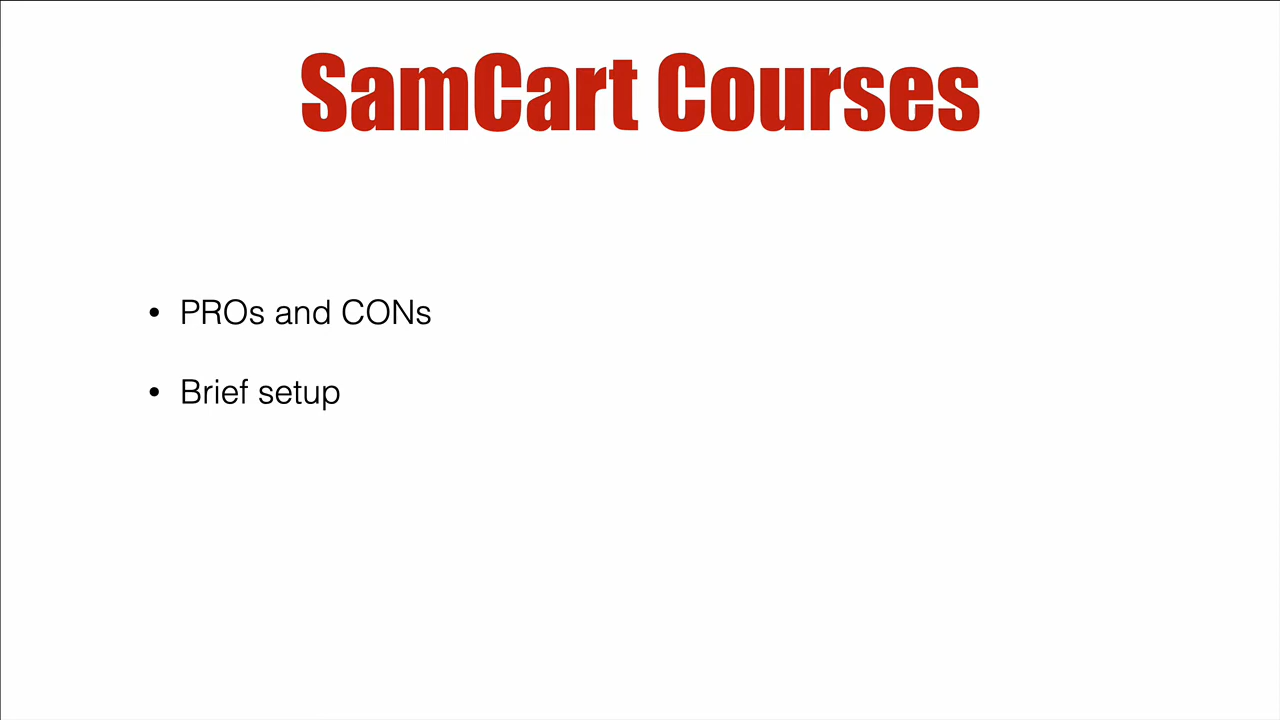 SamCart Courses
• PROs and CONs
• Brief setup